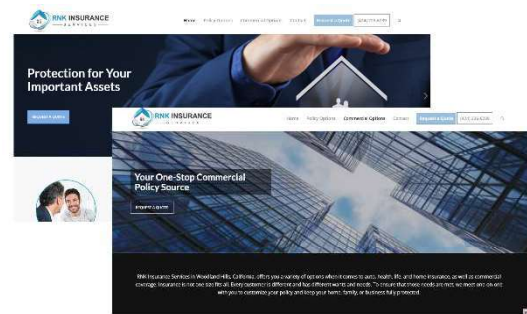 RNK INSURANCE
SERVICES
Home Policy Options Commercial Options Contact Request a Quote
Protection for Your
Important Assets
REQUEST A QUOTE
RNK INSURANCE
SERVICES
Home Policy Options Commercial Options Contact Request a Quote
Your One-Stop Commercial
Policy Source
REQUEST A QUOTE
RNK Insurance Services in Woodland Hills, California, offers you a variety of options when it comes to auto, health, life, and home insurance, as well as commercial
coverage. Insurance is not one size fits all. Every customer is different and has different wants and needs. To ensure that those needs are met, we meet one-on-one
with you to customize your policy and keep your home, family, or business fully protected.